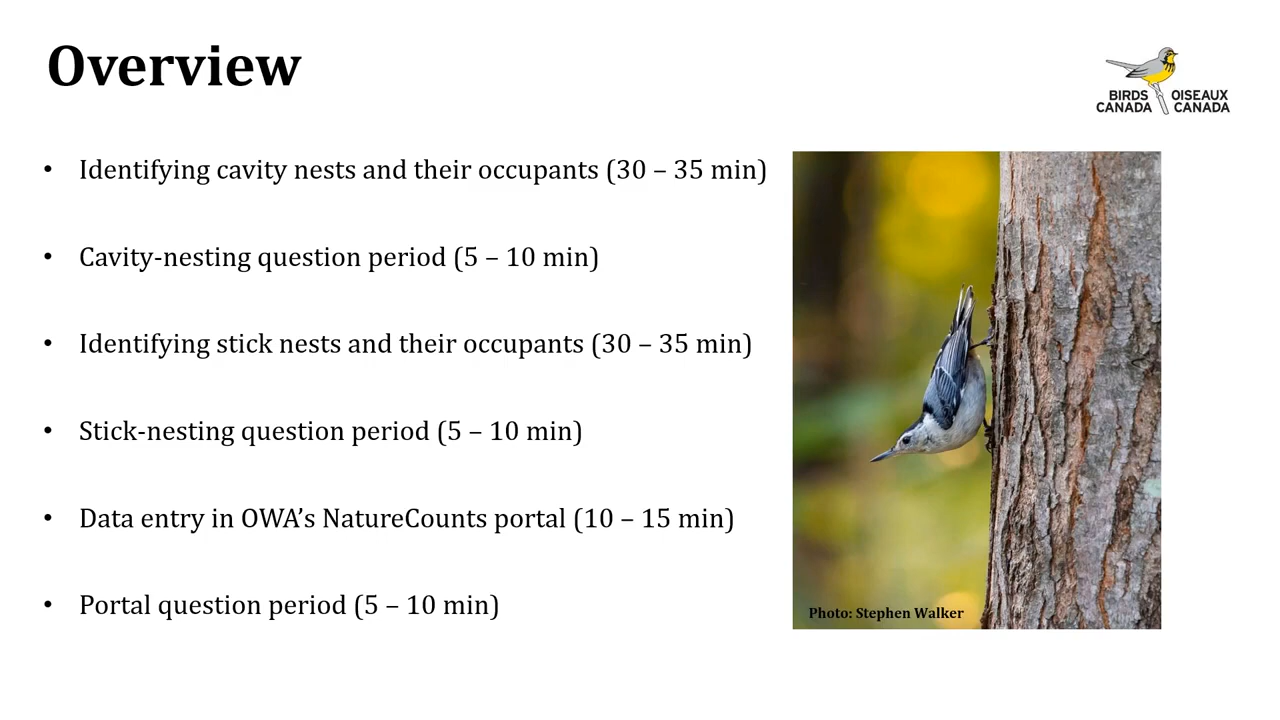 Overview
BIRDS CANADA
OISEAUX CANADA
• Identifying cavity nests and their occupants (30 – 35 min)
• Cavity-nesting question period (5 – 10 min)
• Identifying stick nests and their occupants (30 – 35 min)
• Stick-nesting question period (5 – 10 min)
• Data entry in OWA’s NatureCounts portal (10 – 15 min)
• Portal question period (5 – 10 min)
Photo: Stephen Walker